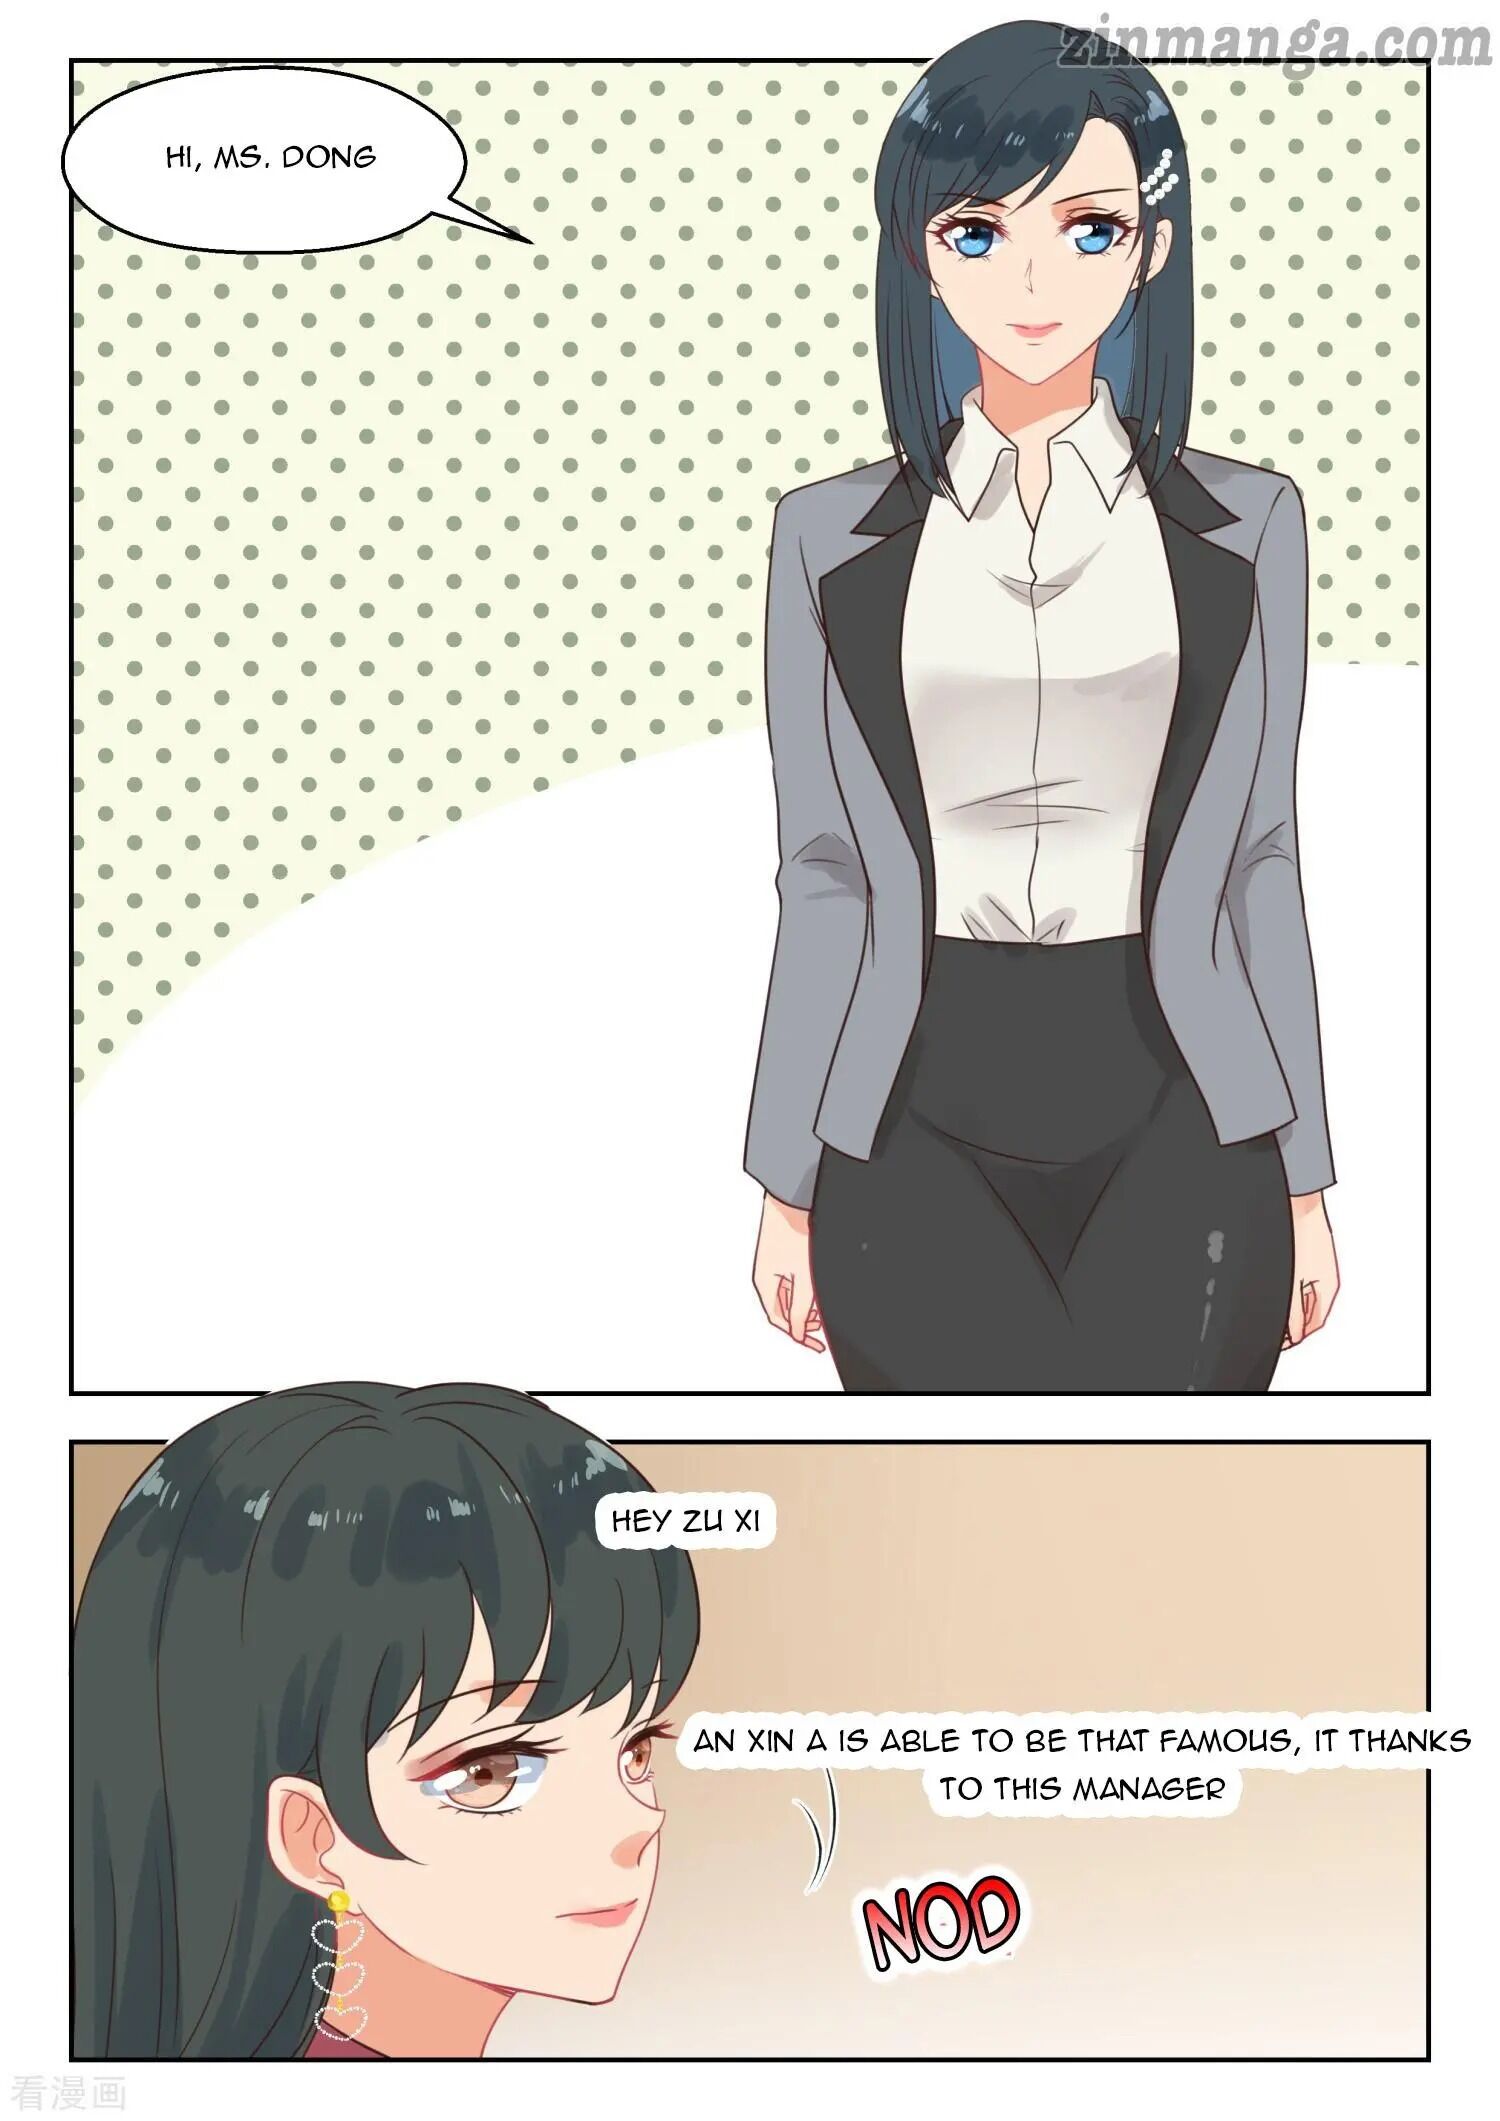 zinmanga.com
HI, MS. DONG
HEY ZU XI
AN XIN A IS ABLE TO BE THAT FAMOUS, IT THANKS
TO THIS MANAGER
NOD
看漫画